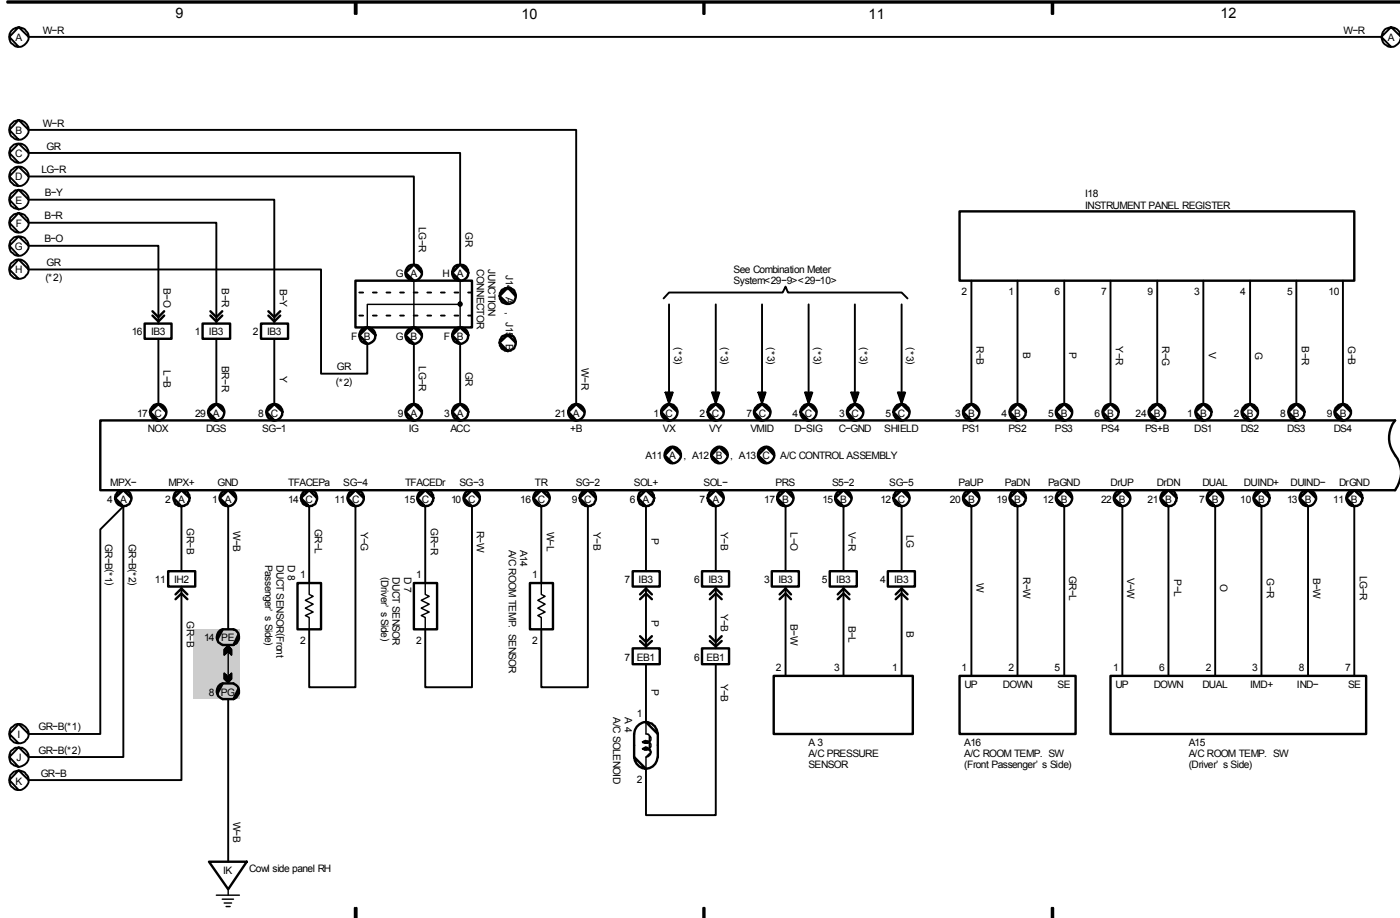 9 10 11 12
A W-R W-R A
B W-R
C GR
D LG-R
E B-Y
F B-R
G B-O
H GR
(*2)
B-O B-R B-Y LG-R GR
16 IB3 1 IB3 2 IB3
L-B BR-R Y
G A H A
JUNCTION
CONNECTOR
F B G B F B
GR
(*2)
LG-R GR W-R
See Combination Meter
System<29-9><29-10>
(*3) (*3) (*3) (*3) (*3) (*3)
I18
INSTRUMENT PANEL REGISTER
2 1 6 7 9 3 4 5 10
R-B B P Y-R R-G V G B-R G-B
17 C 29 A 8 C 9 A 3 A 21 A 1 C 2 C 7 C 4 C 3 C 5 C 3 B 4 B 5 B 6 B 24 B 1 B 2 B 8 B 9 B
NOX DGS SG-1 IG ACC +B VX VY VMID D-SIG C-GND SHIELD PS1 PS2 PS3 PS4 PS+B DS1 DS2 DS3 DS4
A11 A , A12 B , A13 C A/C CONTROL ASSEMBLY
MPX- MPX+ GND TFACEPa SG-4 TFACEDr SG-3 TR SG-2 SOL+ SOL- PRS S5-2 SG-5 PaUP PaDN PaGND DrUP DrDN DUAL DUIND+ DUIND- DrGND
4 A 2 A 1 A 14 C 11 C 15 C 10 C 16 C 9 C 6 A 7 A 17 B 15 B 12 C 20 B 19 B 12 B 22 B 21 B 7 B 10 B 13 B 11 B
GR-B(*1) GR-B(*2) GR-B W-B GR-L Y-G GR-R R-W W-L Y-B P Y-B L-O V-R LG W R-W GR-L V-W P-L O G-R B-W LG-R
11 IH2 7 IB3 6 IB3 3 IB3 5 IB3 4 IB3
GR-B
1 2
D 8
DUCT SENSOR(Front
Passenger' s Side)
1 2
D 7
DUCT SENSOR
(Driver' s Side)
1 2
A14
A/C ROOM TEMP. SENSOR
P Y-B B-W B-L B
14 PE
8 PG
7 EB1 6 EB1
P Y-B
2 3 1
A 3
A/C PRESSURE
SENSOR
1 2 5
UP DOWN SE
A16
A/C ROOM TEMP. SW
(Front Passenger' s Side)
1 6 2 3 8 7
UP DOWN DUAL IMD+ IND- SE
A15
A/C ROOM TEMP. SW
(Driver' s Side)
1 2
A 4
A/C SOLENOID
I GR-B(*1)
J GR-B(*2)
K GR-B
W-B
IK Cowl side panel RH